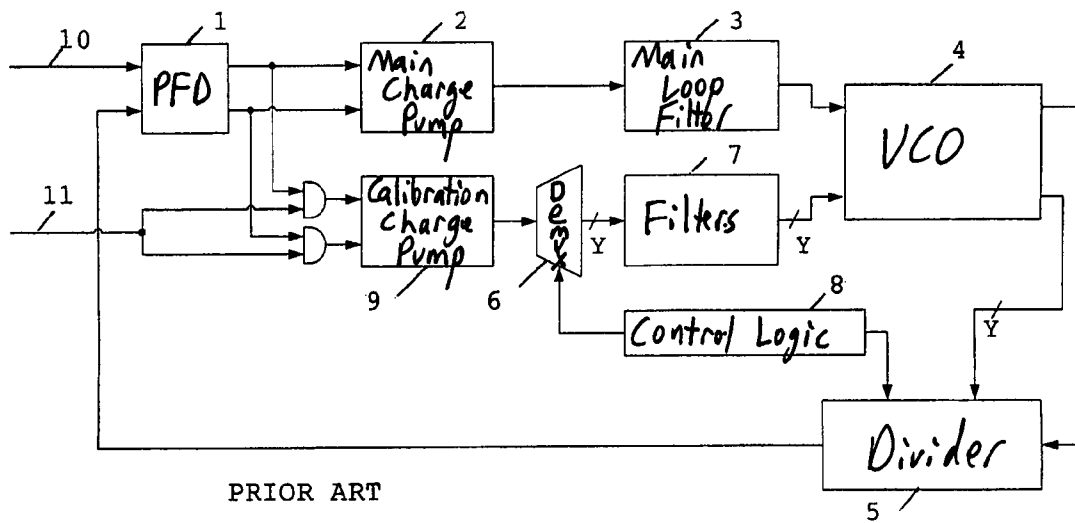 1
2
3
4
10
PFD
Main
Charge
Pump
Main
Loop
Filter
VCO
7
11
Calibration
Charge
Pump
Demux
Y
Filters
Y
9
6
8
Control Logic
Y
Divider
5
PRIOR ART